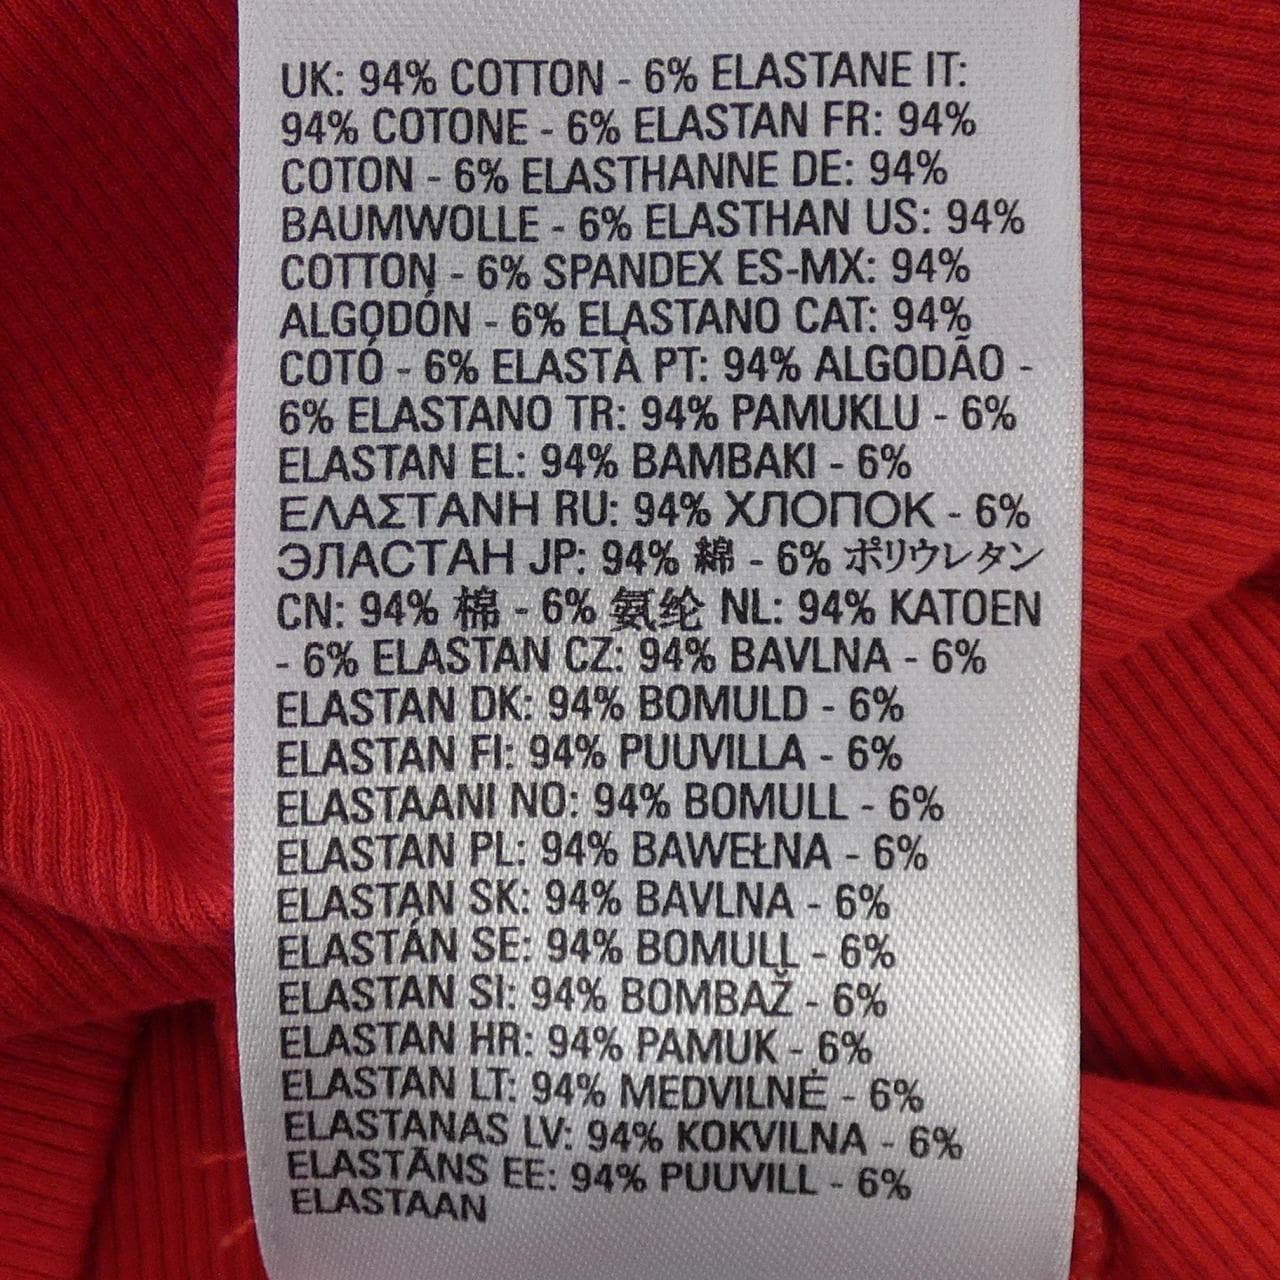 UK: 94% COTTON - 6% ELASTANE IT:
94% COTONE - 6% ELASTAN FR: 94%
COTON - 6% ELASTHANNE DE: 94%
BAUMWOLLE - 6% ELASTHAN US: 94%
COTTON - 6% SPANDEX ES-MX: 94%
ALGODÓN - 6% ELASTANO CAT: 94%
COTÓ - 6% ELASTÀ PT: 94% ALGODÃO -
6% ELASTANO TR: 94% PAMUKLU - 6%
ELASTAN EL: 94% BAMBAKI - 6%
ΕΛΑΣΤΑΝΗ RU: 94% ХЛОПОК - 6%
ЭЛАСТАН JP: 94% 綿 - 6% ポリウレタン
CN: 94% 棉 - 6% 氨纶 NL: 94% KATOEN
- 6% ELASTAN CZ: 94% BAVLNA - 6%
ELASTAN DK: 94% BOMULD - 6%
ELASTAN FI: 94% PUUVILLA - 6%
ELASTAANI NO: 94% BOMULL - 6%
ELASTAN PL: 94% BAWEŁNA - 6%
ELASTAN SK: 94% BAVLNA - 6%
ELASTÁN SE: 94% BOMULL - 6%
ELASTAN SI: 94% BOMBAŽ - 6%
ELASTAN HR: 94% PAMUK - 6%
ELASTAN LT: 94% MEDVILNĖ - 6%
ELASTANAS LV: 94% KOKVILNA - 6%
ELASTĀNS EE: 94% PUUVILL - 6%
ELASTAAN